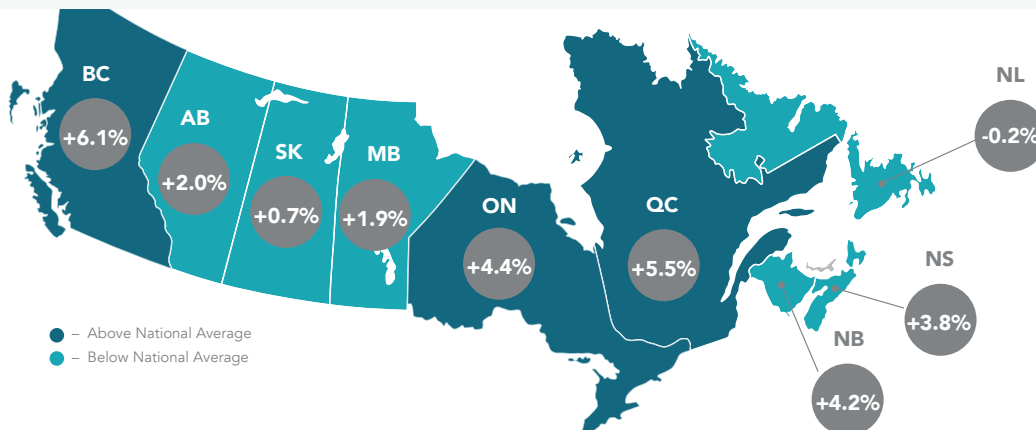 BC
+6.1%
AB
+2.0%
SK
+0.7%
MB
+1.9%
ON
+4.4%
QC
+5.5%
NL
-0.2%
NS
+3.8%
NB
+4.2%
– Above National Average
– Below National Average